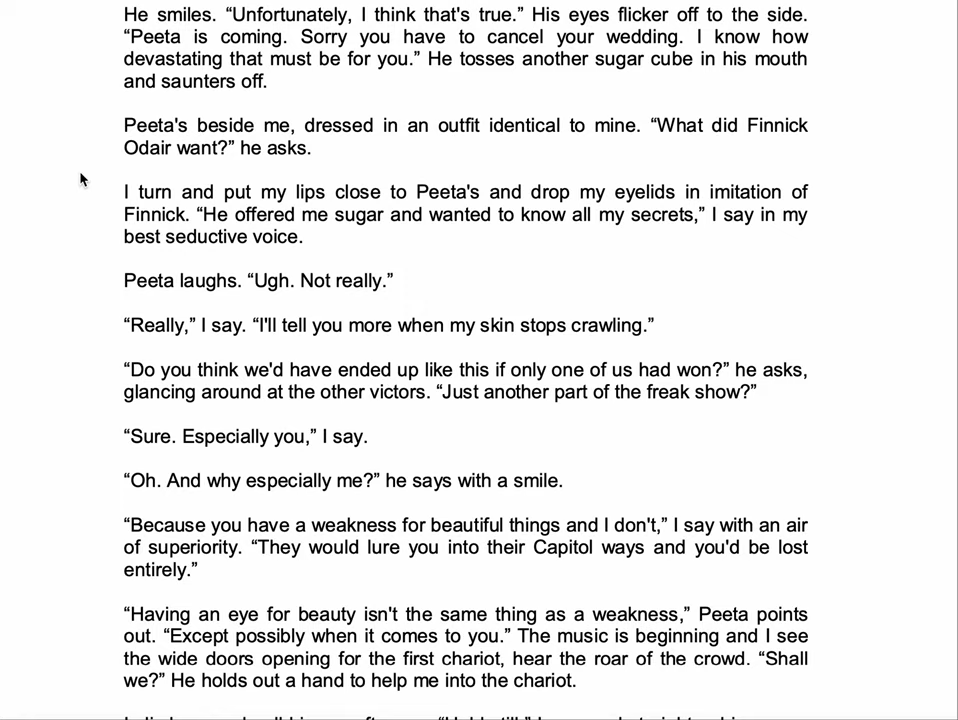 He smiles. “Unfortunately, I think that's true.” His eyes flicker off to the side.
“Peeta is coming. Sorry you have to cancel your wedding. I know how
devastating that must be for you.” He tosses another sugar cube in his mouth
and saunters off.
Peeta's beside me, dressed in an outfit identical to mine. “What did Finnick
Odair want?” he asks.
I turn and put my lips close to Peeta's and drop my eyelids in imitation of
Finnick. “He offered me sugar and wanted to know all my secrets,” I say in my
best seductive voice.
Peeta laughs. “Ugh. Not really.”
“Really,” I say. “I'll tell you more when my skin stops crawling.”
“Do you think we'd have ended up like this if only one of us had won?” he asks,
glancing around at the other victors. “Just another part of the freak show?”
“Sure. Especially you,” I say.
“Oh. And why especially me?” he says with a smile.
“Because you have a weakness for beautiful things and I don't,” I say with an air
of superiority. “They would lure you into their Capitol ways and you'd be lost
entirely.”
“Having an eye for beauty isn't the same thing as a weakness,” Peeta points
out. “Except possibly when it comes to you.” The music is beginning and I see
the wide doors opening for the first chariot, hear the roar of the crowd. “Shall
we?” He holds out a hand to help me into the chariot.